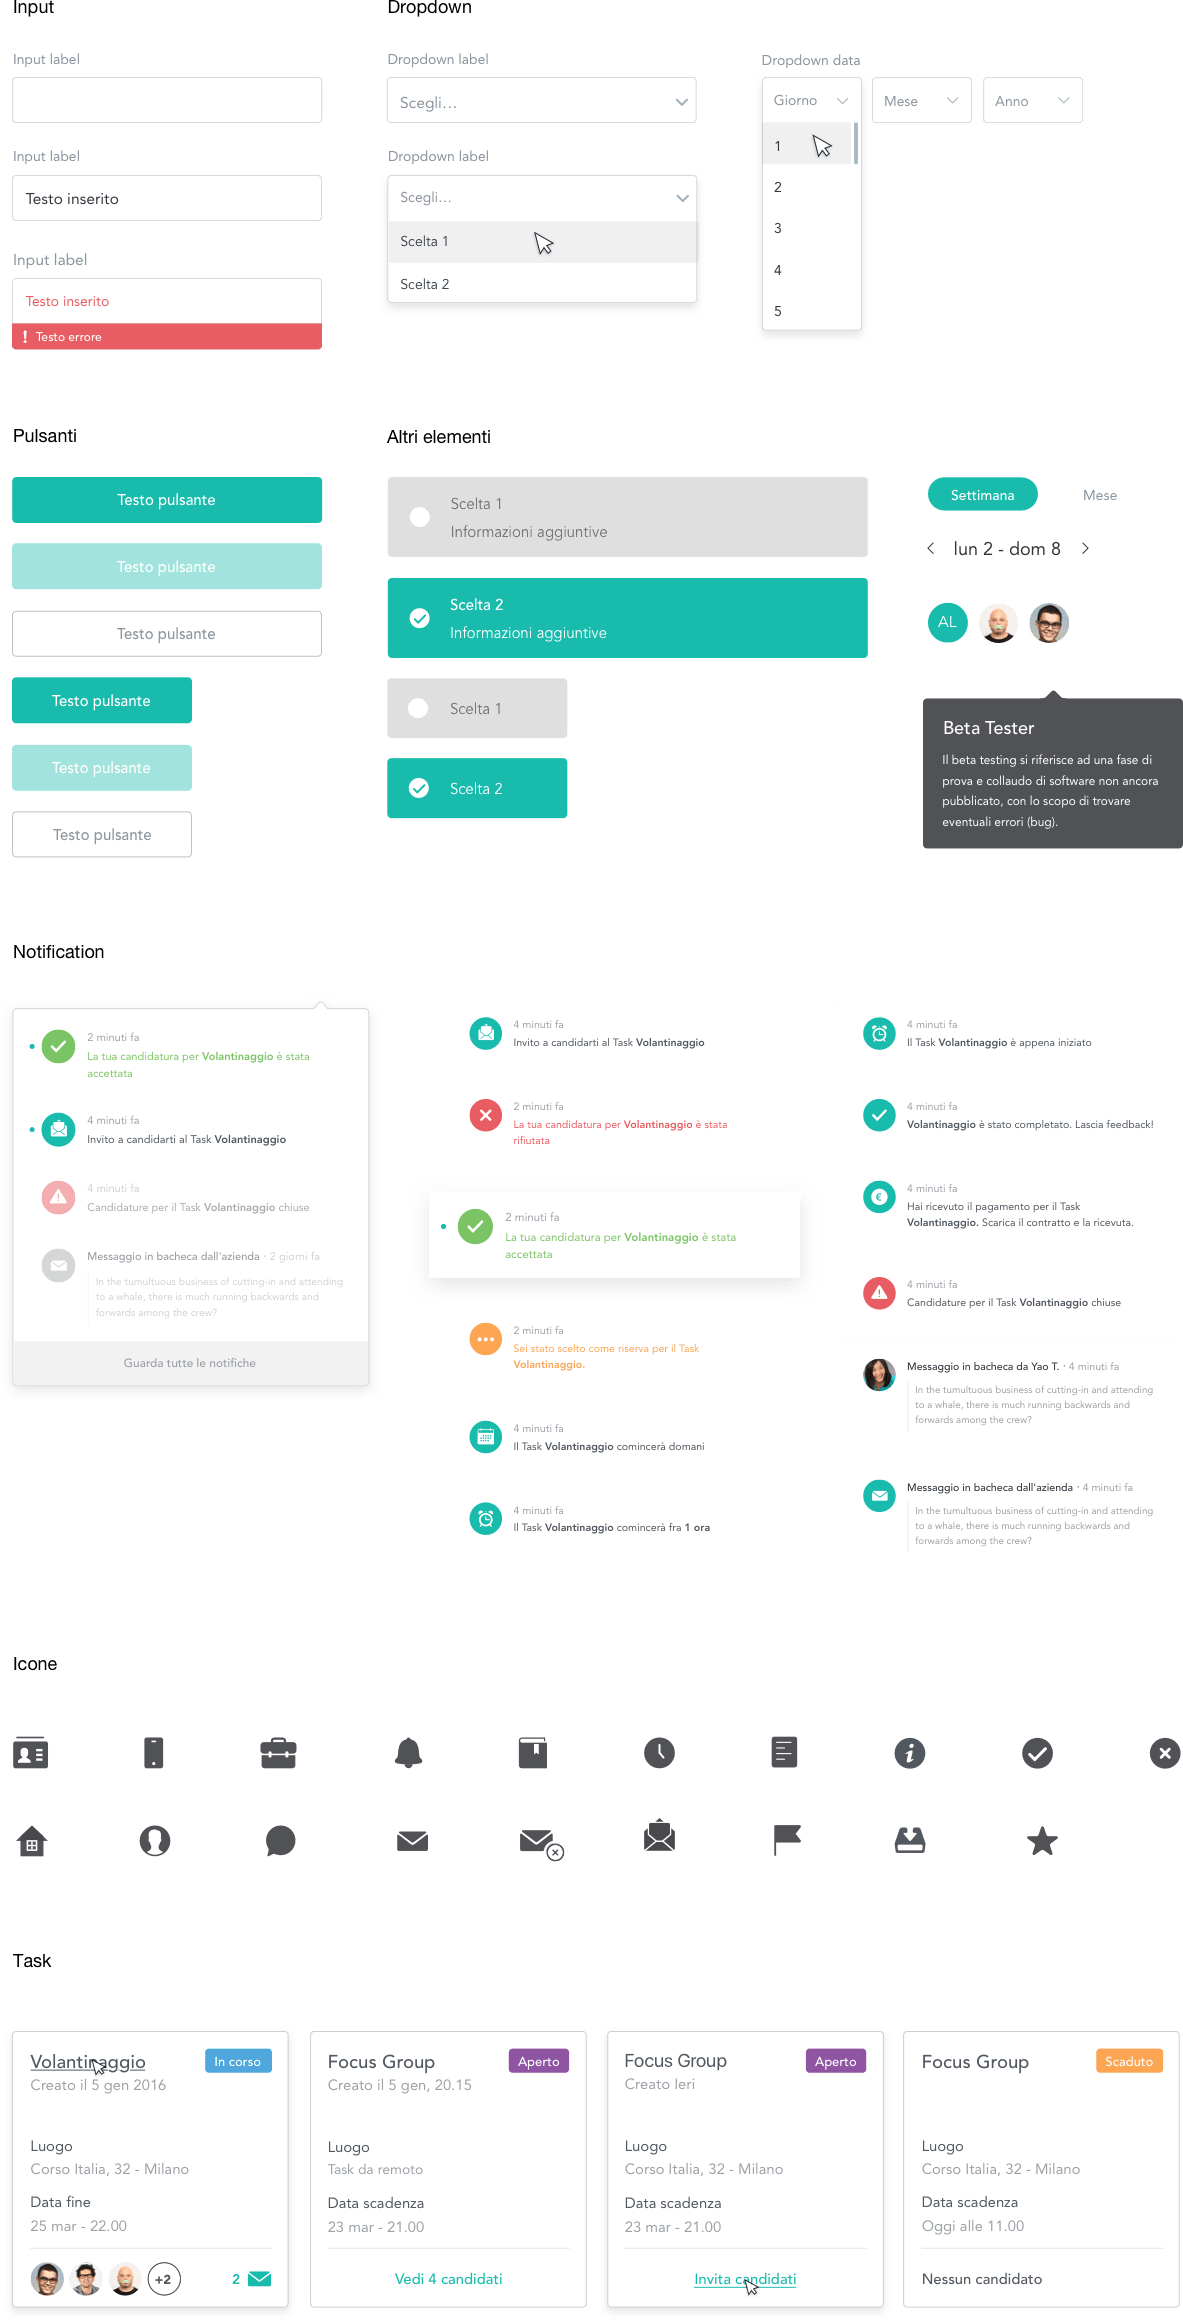 Input
Input label
Input label
Testo inserito
Input label
Testo inserito
! Testo errore
Dropdown
Dropdown label
Scegli...
Dropdown label
Scegli...
Scelta 1
Scelta 2
Dropdown data
Giorno
Mese
Anno
1
2
3
4
5
Pulsanti
Testo pulsante
Testo pulsante
Testo pulsante
Testo pulsante
Testo pulsante
Testo pulsante
Altri elementi
Scelta 1
Informazioni aggiuntive
Scelta 2
Informazioni aggiuntive
Scelta 1
Scelta 2
Settimana
Mese
lun 2 - dom 8
AL
Beta Tester
Il beta testing si riferisce ad una fase di
prova e collaudo di software non ancora
pubblicato, con lo scopo di trovare
eventuali errori (bug).
Notification
2 minuti fa
La tua candidatura per Volantinaggio è stata
accettata
4 minuti fa
Invito a candidarti al Task Volantinaggio
4 minuti fa
Candidature per il Task Volantinaggio chiuse
Messaggio in bacheca dall'azienda · 2 giorni fa
In the tumultuous business of cutting-in and attending
to a whale, there is much running backwards and
forwards among the crew?
Guarda tutte le notifiche
4 minuti fa
Invito a candidarti al Task Volantinaggio
2 minuti fa
La tua candidatura per Volantinaggio è stata
rifiutata
2 minuti fa
La tua candidatura per Volantinaggio è stata
accettata
2 minuti fa
Sei stato scelto come riserva per il Task
Volantinaggio.
4 minuti fa
Il Task Volantinaggio comincerà domani
4 minuti fa
Il Task Volantinaggio comincerà fra 1 ora
4 minuti fa
Il Task Volantinaggio è appena iniziato
4 minuti fa
Volantinaggio è stato completato. Lascia feedback!
4 minuti fa
Hai ricevuto il pagamento per il Task
Volantinaggio. Scarica il contratto e la ricevuta.
4 minuti fa
Candidature per il Task Volantinaggio chiuse
Messaggio in bacheca da Yao T. · 4 minuti fa
In the tumultuous business of cutting-in and attending
to a whale, there is much running backwards and
forwards among the crew?
Messaggio in bacheca dall'azienda · 4 minuti fa
In the tumultuous business of cutting-in and attending
to a whale, there is much running backwards and
forwards among the crew?
Icone
Task
Volantinaggio
In corso
Creato il 5 gen 2016
Luogo
Corso Italia, 32 - Milano
Data fine
25 mar - 22.00
+2
2
Focus Group
Aperto
Creato il 5 gen, 20.15
Luogo
Task da remoto
Data scadenza
23 mar - 21.00
Vedi 4 candidati
Focus Group
Aperto
Creato Ieri
Luogo
Corso Italia, 32 - Milano
Data scadenza
23 mar - 21.00
Invita candidati
Focus Group
Scaduto
Luogo
Corso Italia, 32 - Milano
Data scadenza
Oggi alle 11.00
Nessun candidato